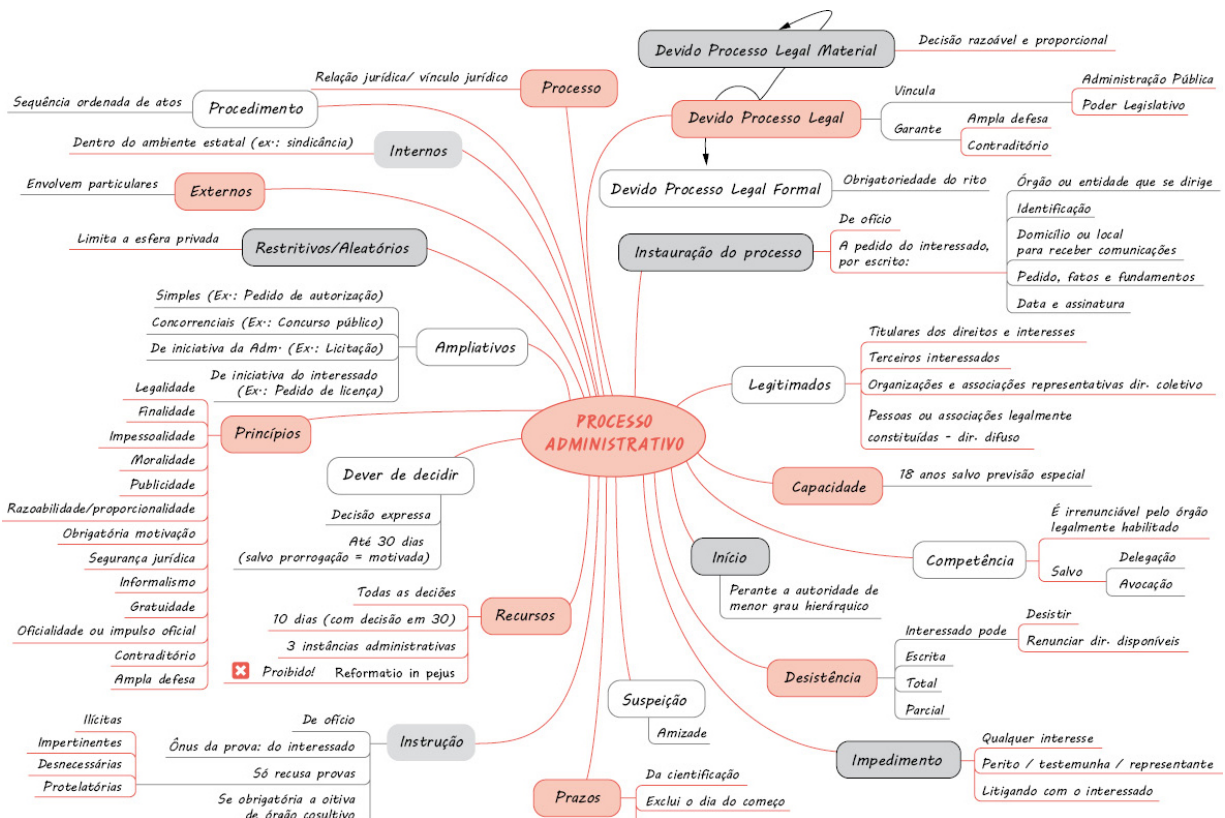 PROCESSO
ADMINISTRATIVO
Devido Processo Legal Material
Decisão razoável e proporcional
Devido Processo Legal
Vincula
Administração Pública
Poder Legislativo
Garante
Ampla defesa
Contraditório
Devido Processo Legal Formal
Obrigatoriedade do rito
Instauração do processo
De ofício
A pedido do interessado,
por escrito:
Órgão ou entidade que se dirige
Identificação
Domicílio ou local
para receber comunicações
Pedido, fatos e fundamentos
Data e assinatura
Legitimados
Titulares dos direitos e interesses
Terceiros interessados
Organizações e associações representativas dir. coletivo
Pessoas ou associações legalmente
constituídas - dir. difuso
Capacidade
18 anos salvo previsão especial
Competência
É irrenunciável pelo órgão
legalmente habilitado
Salvo
Delegação
Avocação
Início
Perante a autoridade de
menor grau hierárquico
Desistência
Interessado pode
Desistir
Renunciar dir. disponíveis
Escrita
Total
Parcial
Impedimento
Qualquer interesse
Perito / testemunha / representante
Litigando com o interessado
Suspeição
Amizade
Prazos
Da cientificação
Exclui o dia do começo
Processo
Relação jurídica/ vínculo jurídico
Procedimento
Sequência ordenada de atos
Internos
Dentro do ambiente estatal (ex.: sindicância)
Externos
Envolvem particulares
Restritivos/Aleatórios
Limita a esfera privada
Ampliativos
Simples (Ex.: Pedido de autorização)
Concorrenciais (Ex.: Concurso público)
De iniciativa da Adm. (Ex.: Licitação)
De iniciativa do interessado
(Ex.: Pedido de licença)
Princípios
Legalidade
Finalidade
Impessoalidade
Moralidade
Publicidade
Razoabilidade/proporcionalidade
Obrigatória motivação
Segurança jurídica
Informalismo
Gratuidade
Oficialidade ou impulso oficial
Contraditório
Ampla defesa
Dever de decidir
Decisão expressa
Até 30 dias
(salvo prorrogação = motivada)
Recursos
Todas as deciões
10 dias (com decisão em 30)
3 instâncias administrativas
Proibido! Reformatio in pejus
Instrução
De ofício
Ônus da prova: do interessado
Só recusa provas
Ilícitas
Impertinentes
Desnecessárias
Protelatórias
Se obrigatória a oitiva
de órgão cosultivo